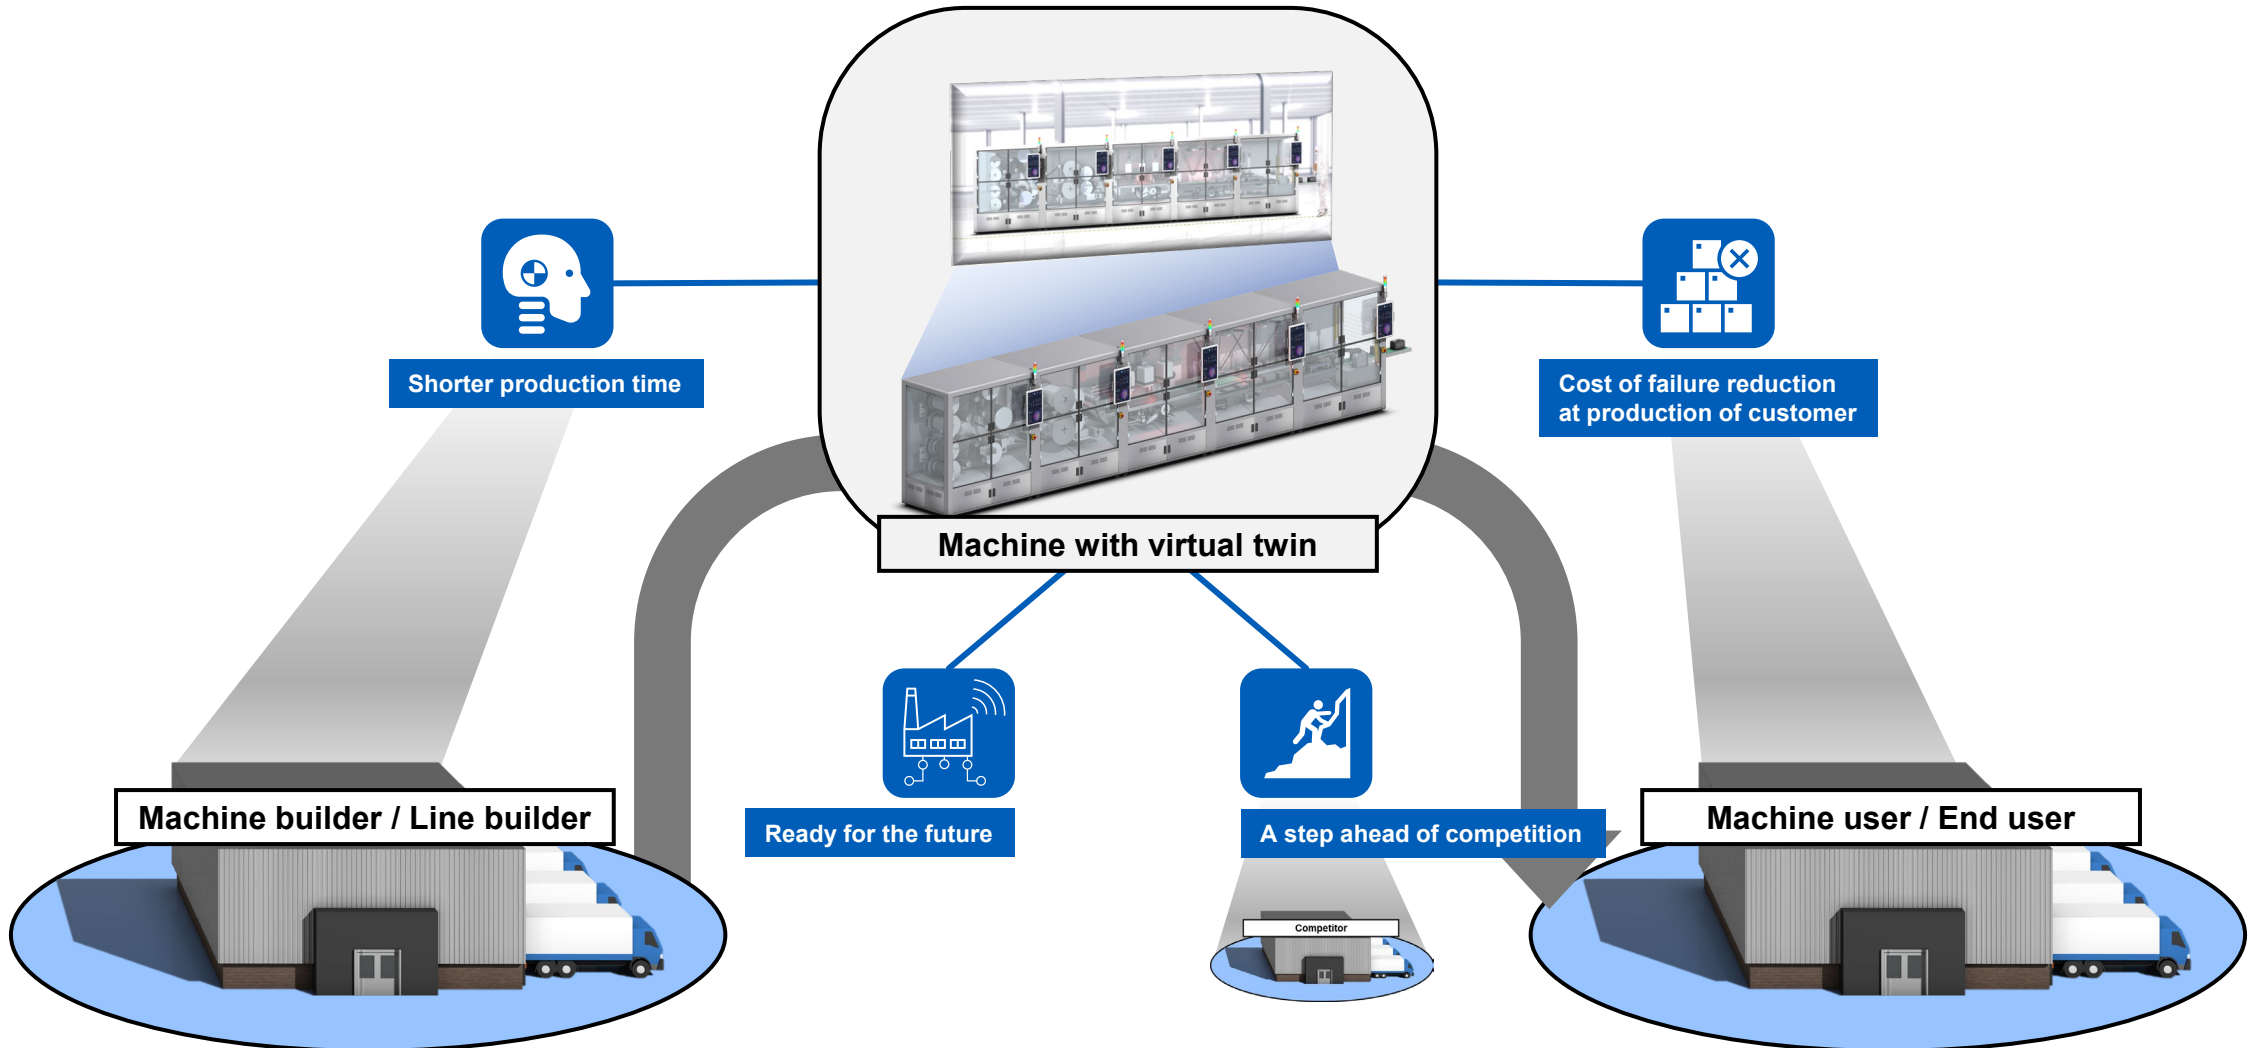 Shorter production time
Cost of failure reduction
at production of customer
Machine with virtual twin
Machine builder / Line builder
Ready for the future
A step ahead of competition
Machine user / End user
Competitor